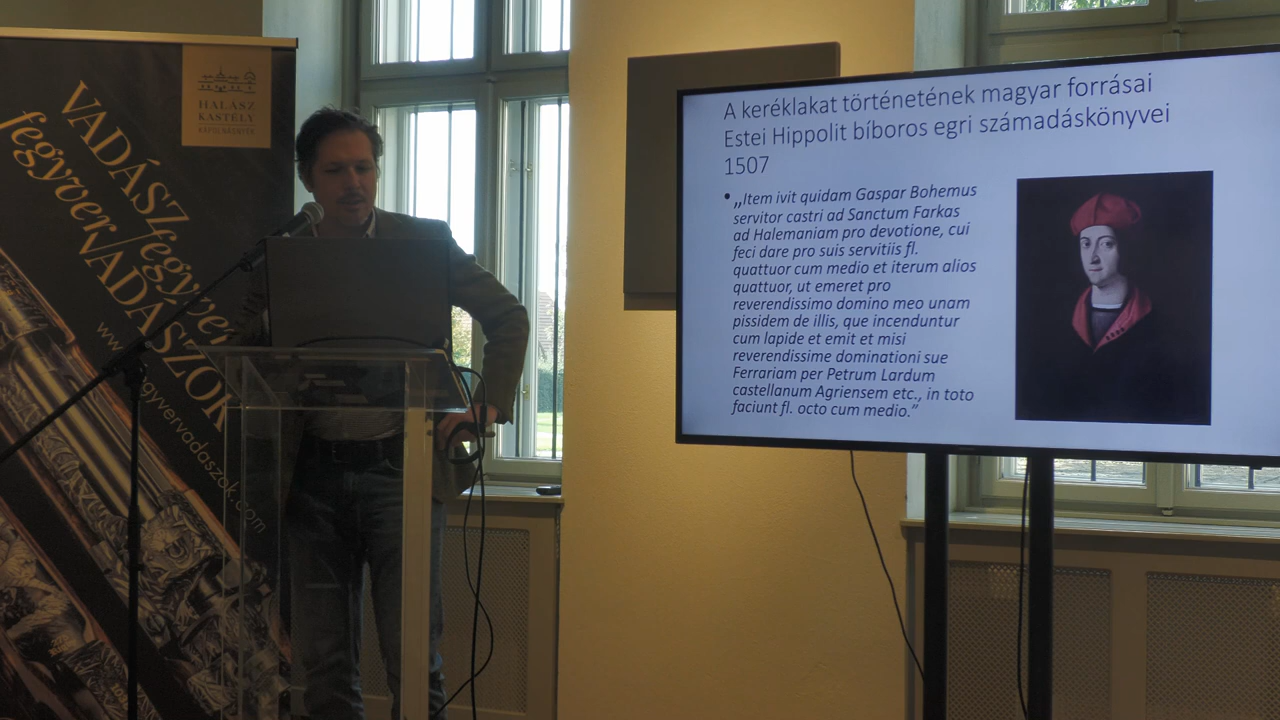 HALASZ
KASTÉLY
KÁPOLNÁSNYÉK
VADÁSZfegyver
fegyverVADÁSZOK
A keréklakat történetének magyar forrásai
Estei Hippolit bíboros egri számadáskönyvei
1507
• „Item ivit quidam Gaspar Bohemus
servitor castri ad Sanctum Farkas
ad Halemaniam pro devotione, cui
feci dare pro suis servitiis fl.
quattuor cum medio et iterum alios
quattuor, ut emeret pro
reverendissimo domino meo unam
pissidem de illis, que incenduntur
cum lapide et emit et misi
reverendissime dominationi sue
Ferrariam per Petrum Lardum
castellanum Agriensem etc., in toto
faciunt fl. octo cum medio.”